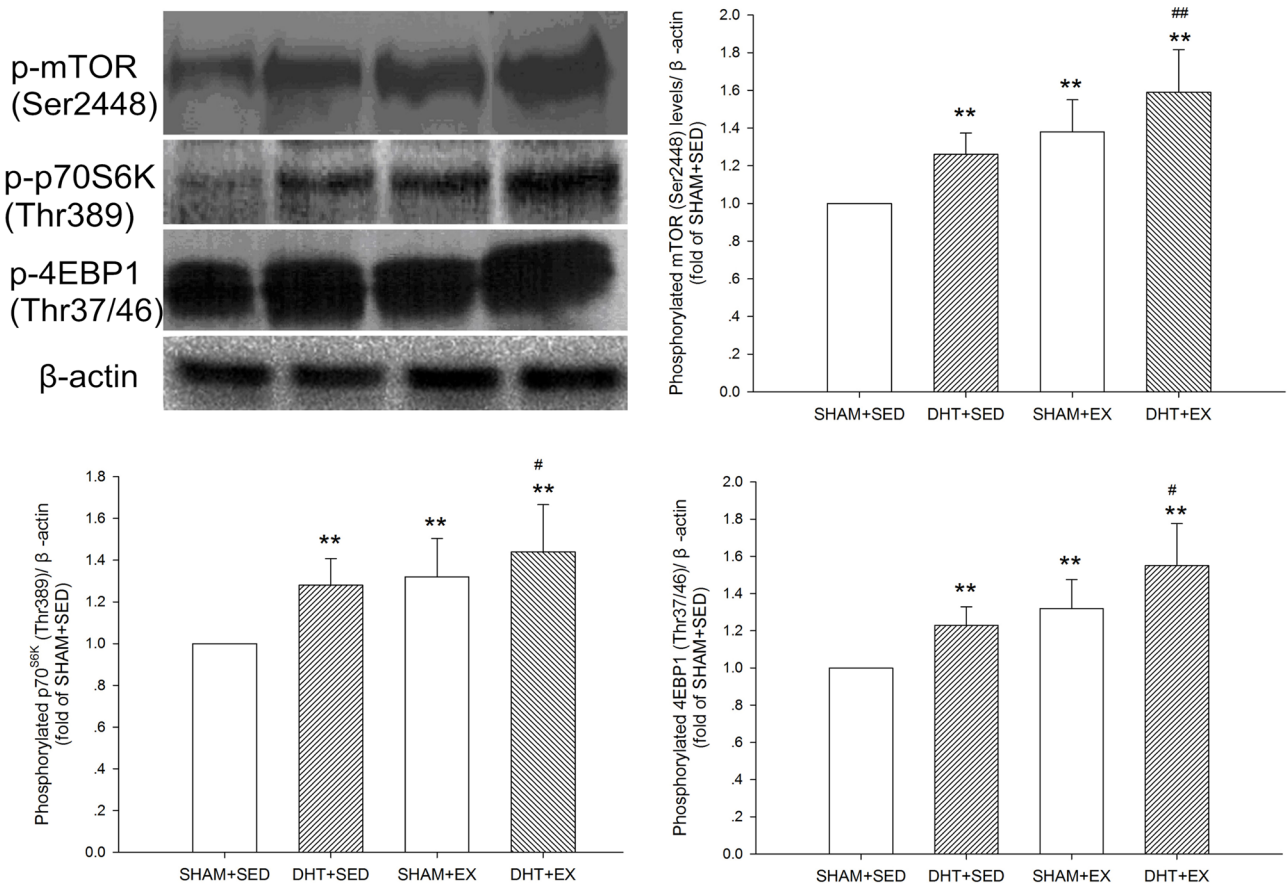 p-mTOR
(Ser2448)
p-p70S6K
(Thr389)
p-4EBP1
(Thr37/46)
β-actin
Phosphorylated mTOR (Ser2448) levels/ β -actin
(fold of SHAM+SED)
2.0
1.8
1.6
1.4
1.2
1.0
.8
.6
.4
.2
0.0
**
**
##
**
SHAM+SED DHT+SED SHAM+EX DHT+EX
Phosphorylated p70S6K (Thr389)/ β -actin
(fold of SHAM+SED)
1.8
1.6
1.4
1.2
1.0
.8
.6
.4
.2
0.0
**
**
#
**
SHAM+SED DHT+SED SHAM+EX DHT+EX
Phosphorylated 4EBP1 (Thr37/46)/ β -actin
(fold of SHAM+SED)
2.0
1.8
1.6
1.4
1.2
1.0
.8
.6
.4
.2
0.0
**
**
#
**
SHAM+SED DHT+SED SHAM+EX DHT+EX